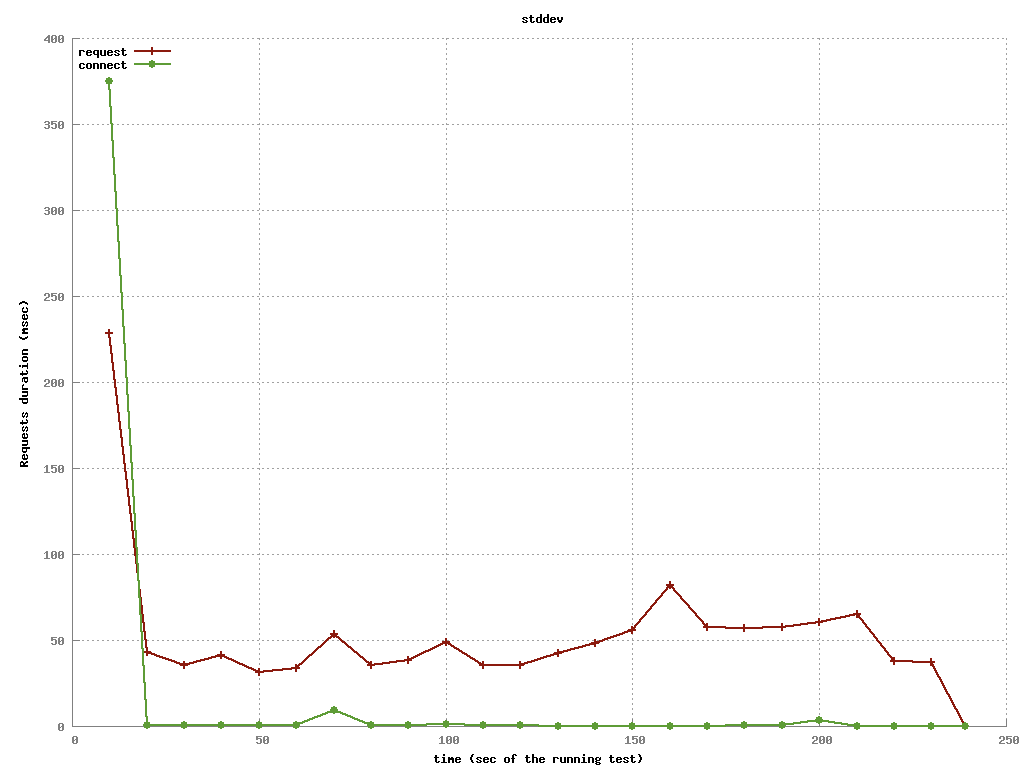 stddev
400
request
connect
350
300
250
200
150
100
50
0
Requests duration (msec)
0 50 100 150 200 250
time (sec of the running test)